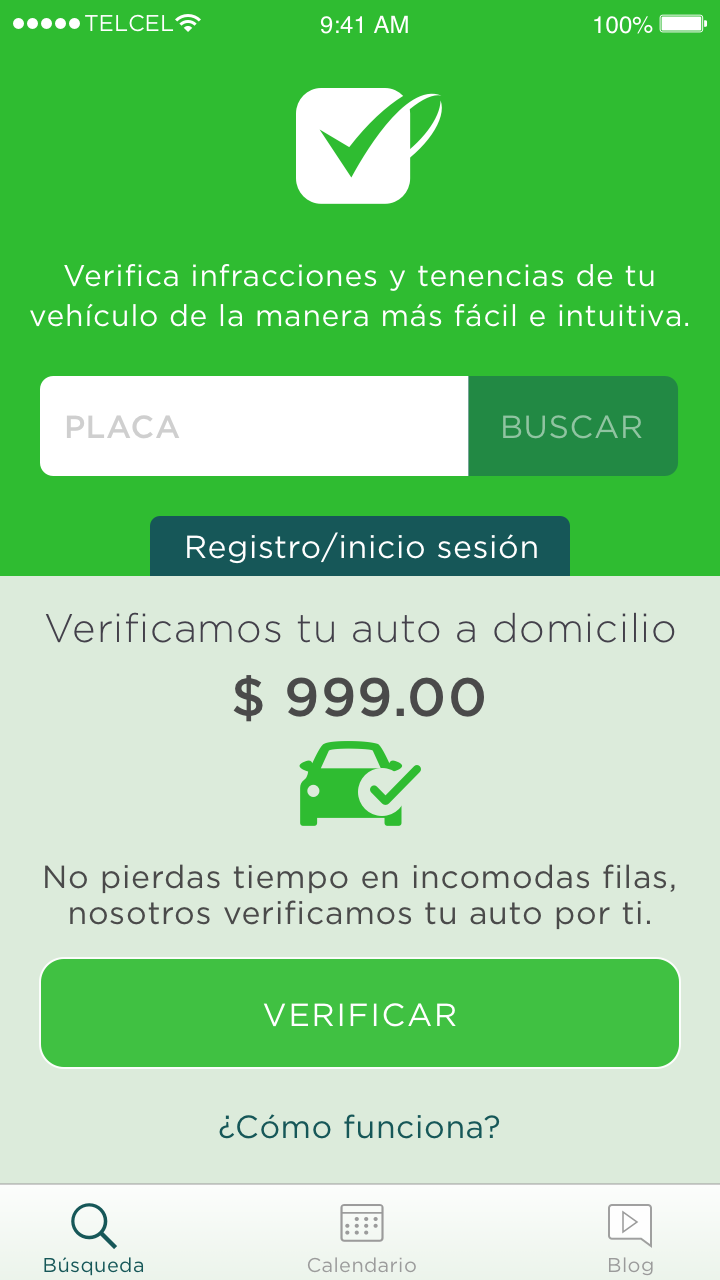 TELCEL 9:41 AM 100%
Verifica infracciones y tenencias de tu
vehículo de la manera más fácil e intuitiva.
PLACA BUSCAR
Registro/inicio sesión
Verificamos tu auto a domicilio
$ 999.00
No pierdas tiempo en incomodas filas,
nosotros verificamos tu auto por ti.
VERIFICAR
¿Cómo funciona?
Búsqueda Calendario Blog